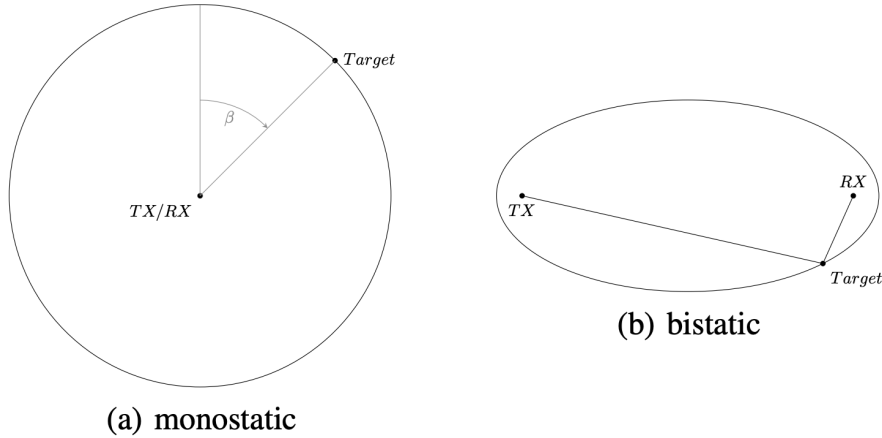 Target
β
TX/RX
(a) monostatic
TX
RX
Target
(b) bistatic